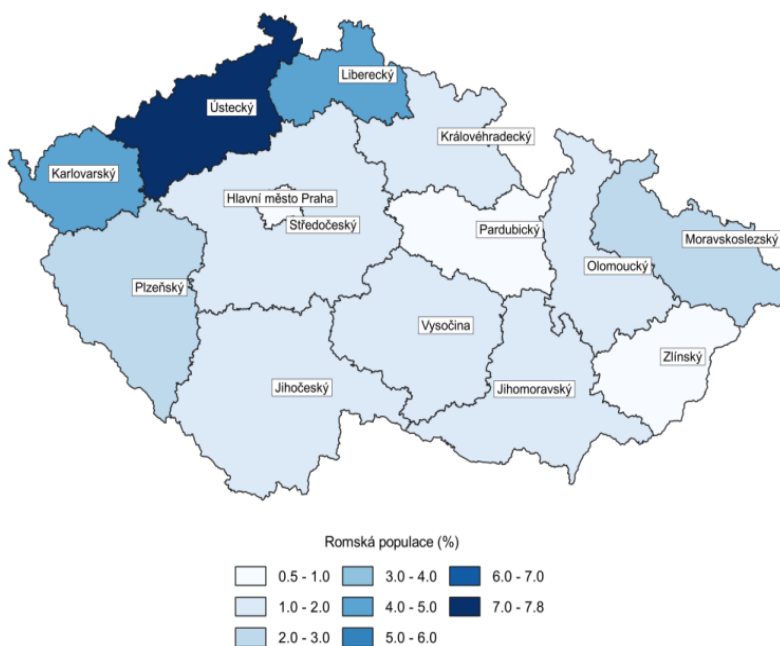 Liberecký
Ústecký
Královéhradecký
Karlovarský
Hlavní město Praha
Středočeský
Pardubický
Moravskoslezský
Olomoucký
Plzeňský
Vysočina
Zlínský
Jihočeský
Jihomoravský
Romská populace (%)
0.5 - 1.0
3.0 - 4.0
6.0 - 7.0
1.0 - 2.0
4.0 - 5.0
7.0 - 7.8
2.0 - 3.0
5.0 - 6.0